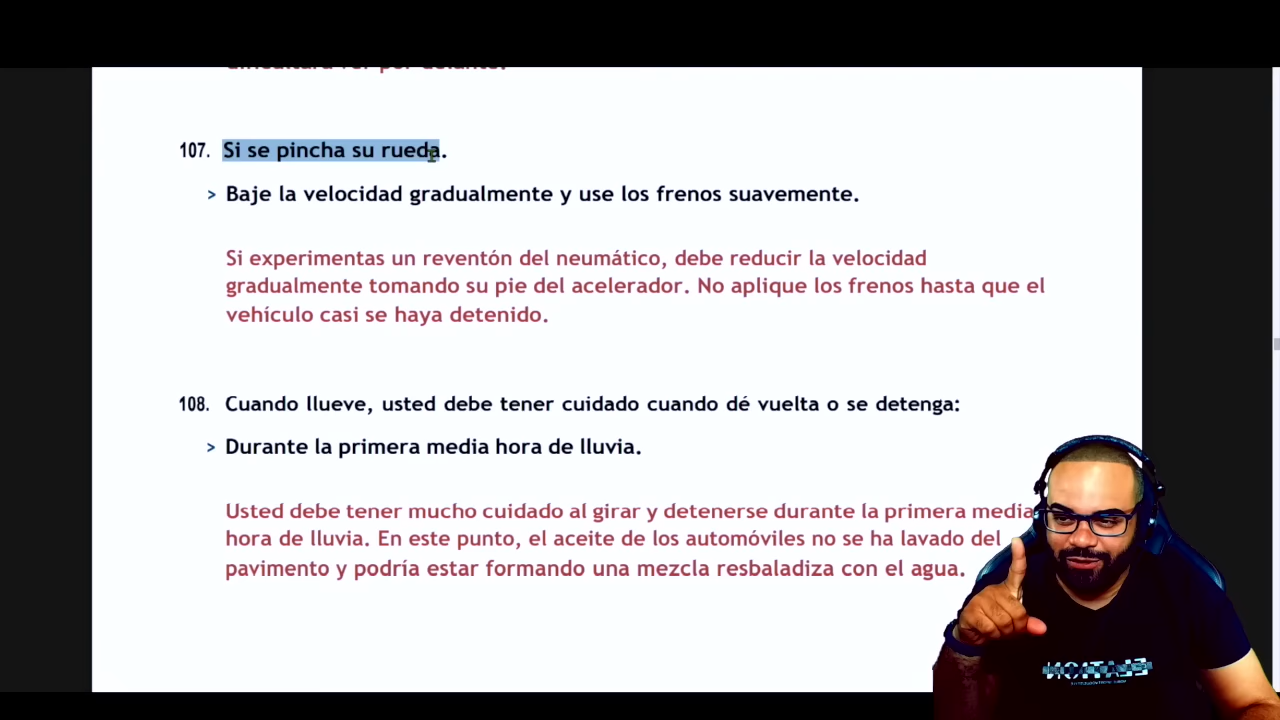 107. Si se pincha su rueda.
> Baje la velocidad gradualmente y use los frenos suavemente.
Si experimentas un reventón del neumático, debe reducir la velocidad
gradualmente tomando su pie del acelerador. No aplique los frenos hasta que el
vehículo casi se haya detenido.
108. Cuando llueve, usted debe tener cuidado cuando dé vuelta o se detenga:
> Durante la primera media hora de lluvia.
Usted debe tener mucho cuidado al girar y detenerse durante la primera media
hora de lluvia. En este punto, el aceite de los automóviles no se ha lavado del
pavimento y podría estar formando una mezcla resbaladiza con el agua.